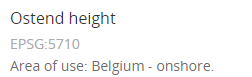 Ostend height
EPSG:5710
Area of use: Belgium - onshore.